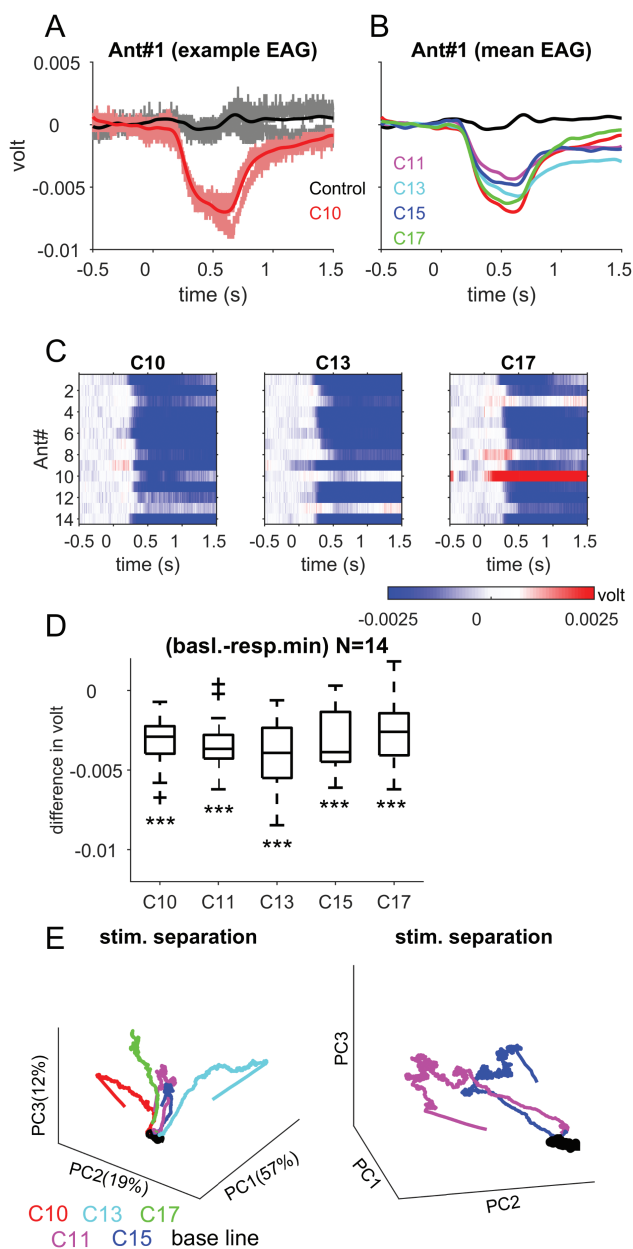 A
Ant#1 (example EAG)
0.005
0
-0.005
-0.01
volt
Control
C10
-0.5 0 0.5 1 1.5
time (s)
B
Ant#1 (mean EAG)
C11
C13
C15
C17
-0.5 0 0.5 1 1.5
time (s)
C
C10 C13 C17
Ant#
2
4
6
8
10
12
14
-0.5 0 0.5 1.5
time (s)
-0.5 0 0.5 1.5
time (s)
-0.5 0 0.5 1.5
time (s)
volt
-0.0025 0 0.0025
D
(basl.-resp.min) N=14
difference in volt
0
-0.005
-0.01
*** *** *** *** ***
C10 C11 C13 C15 C17
E
stim. separation
PC3(12%)
PC2(19%)
PC1(57%)
C10 C13 C17
C11 C15 base line
stim. separation
PC3
PC1
PC2